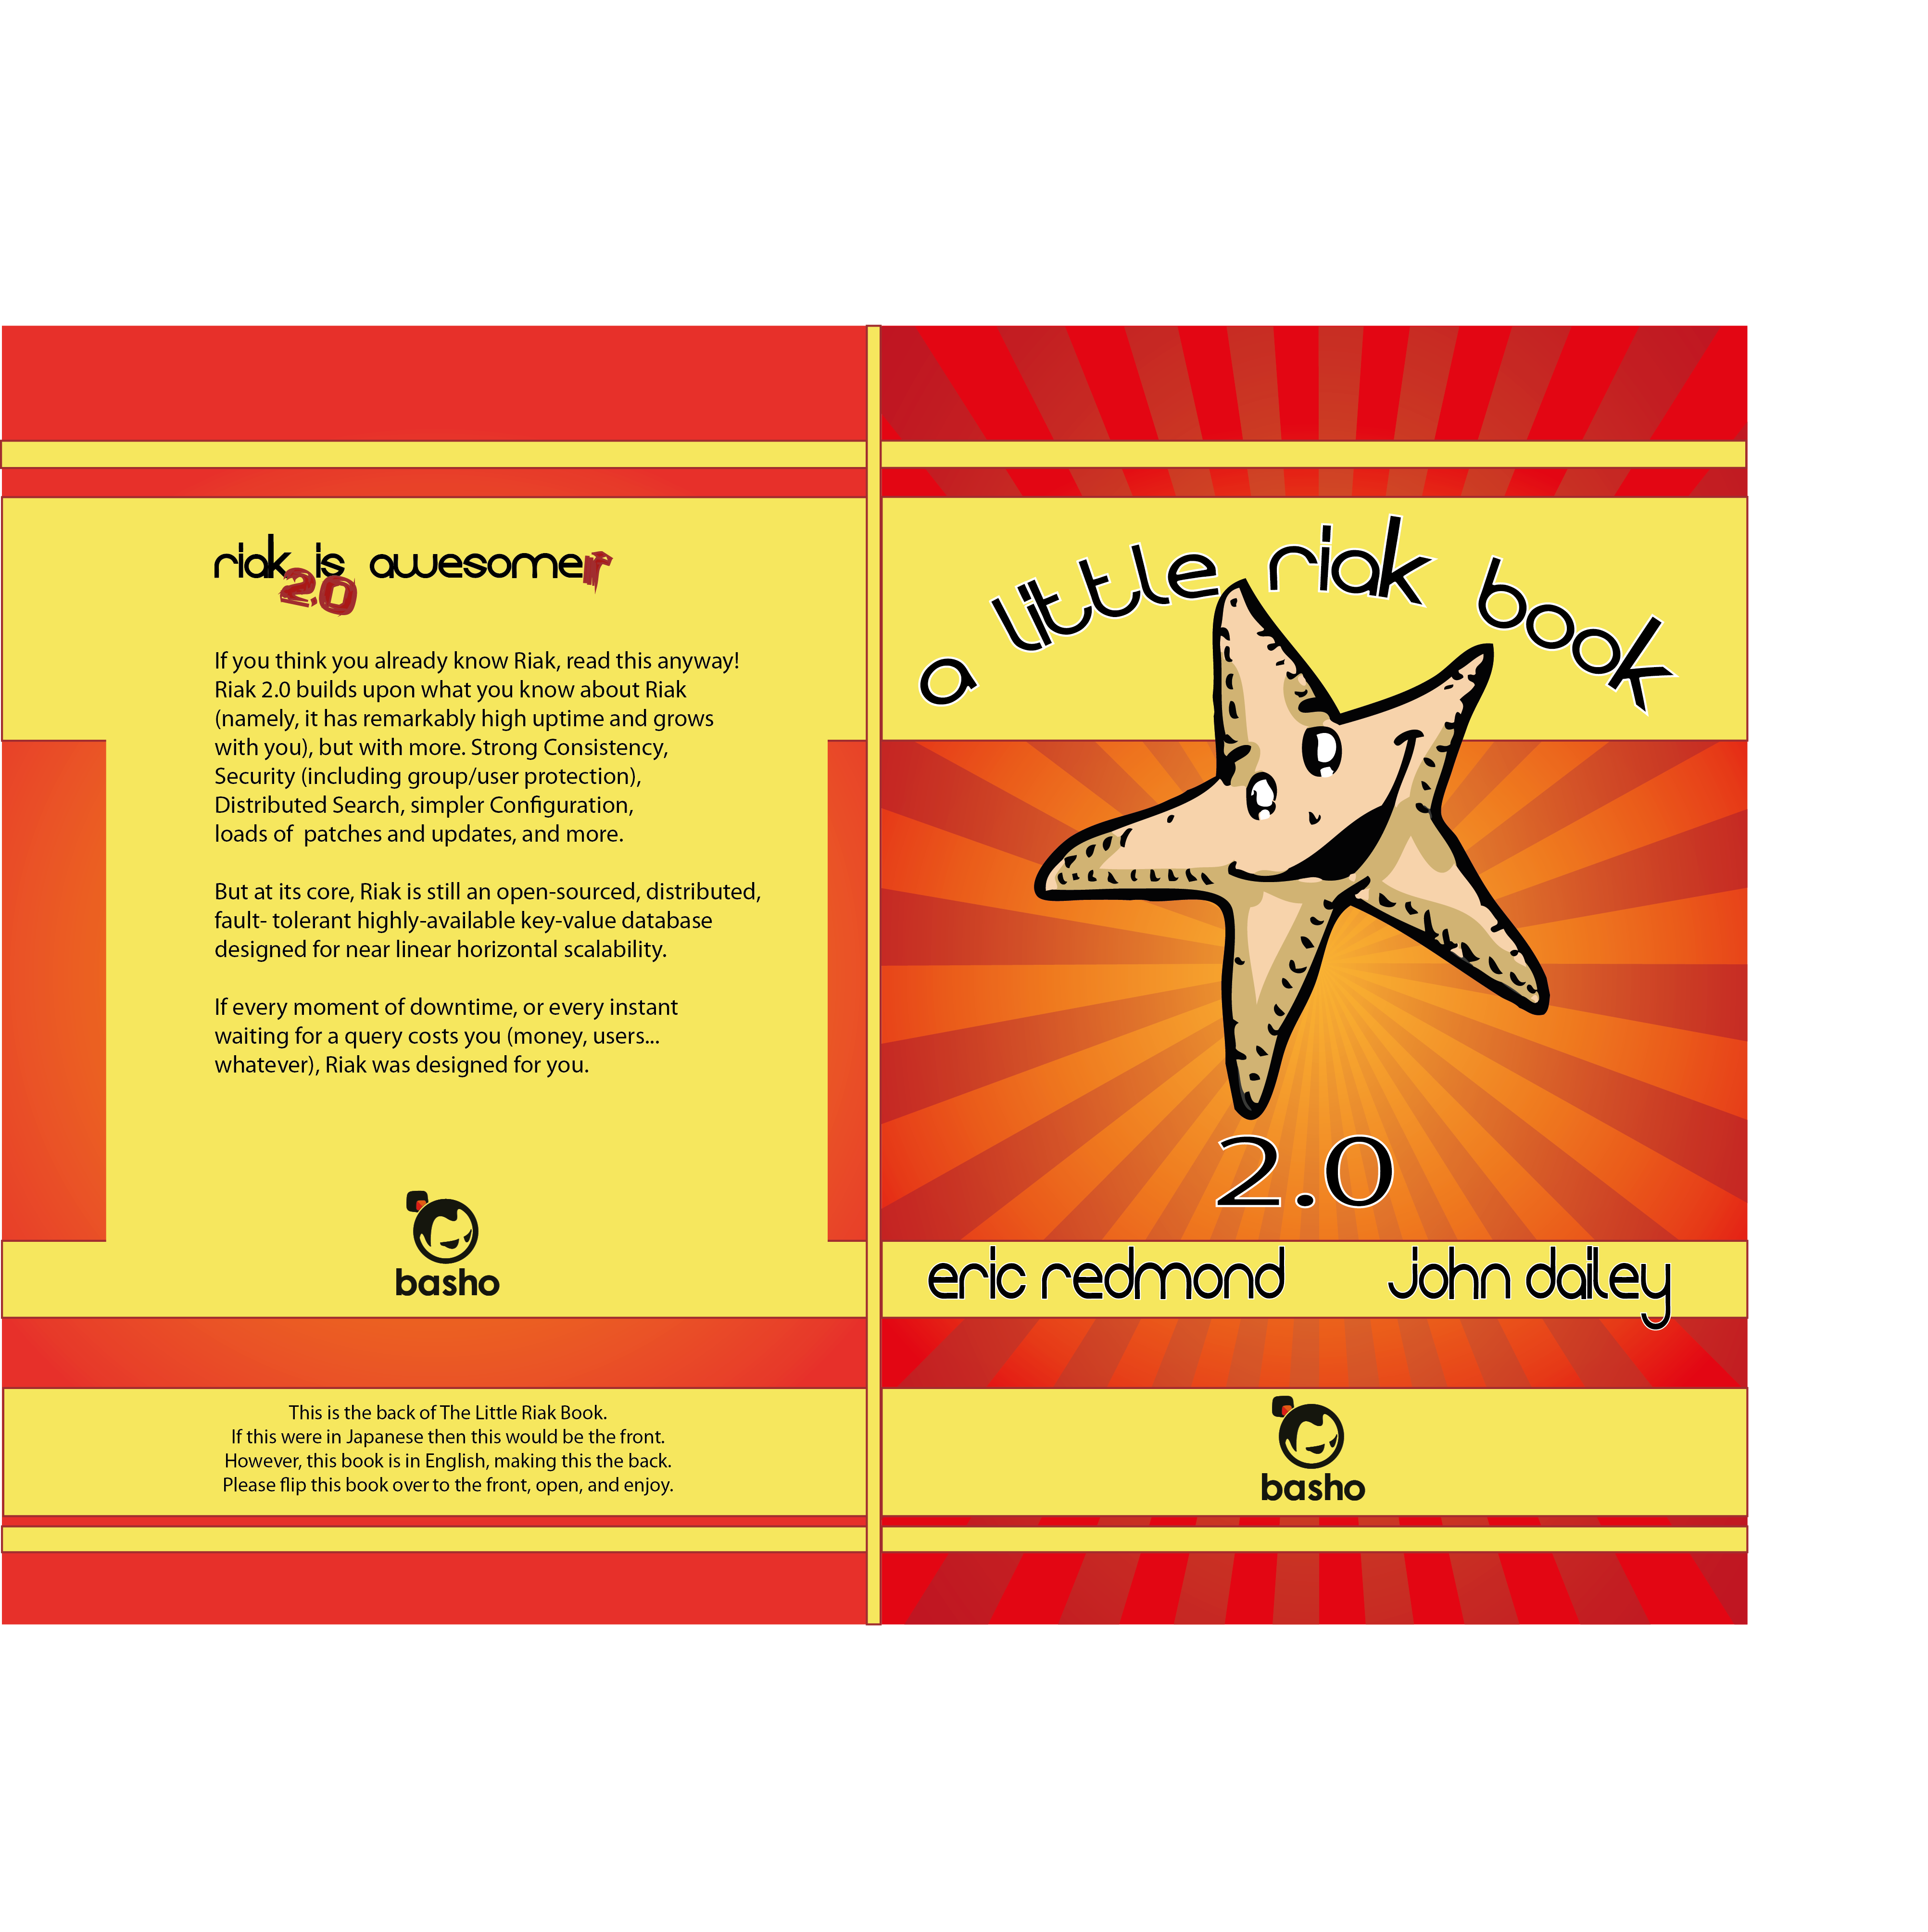 riak is awesomer
2.0
If you think you already know Riak, read this anyway!
Riak 2.0 builds upon what you know about Riak
(namely, it has remarkably high uptime and grows
with you), but with more. Strong Consistency,
Security (including group/user protection),
Distributed Search, simpler Configuration,
loads of  patches and updates, and more.
But at its core, Riak is still an open-sourced, distributed,
fault- tolerant highly-available key-value database
designed for near linear horizontal scalability.
If every moment of downtime, or every instant
waiting for a query costs you (money, users...
whatever), Riak was designed for you.
basho
This is the back of The Little Riak Book.
If this were in Japanese then this would be the front.
However, this book is in English, making this the back.
Please flip this book over to the front, open, and enjoy.
a little riak book
2.0
eric redmond john dailey
basho